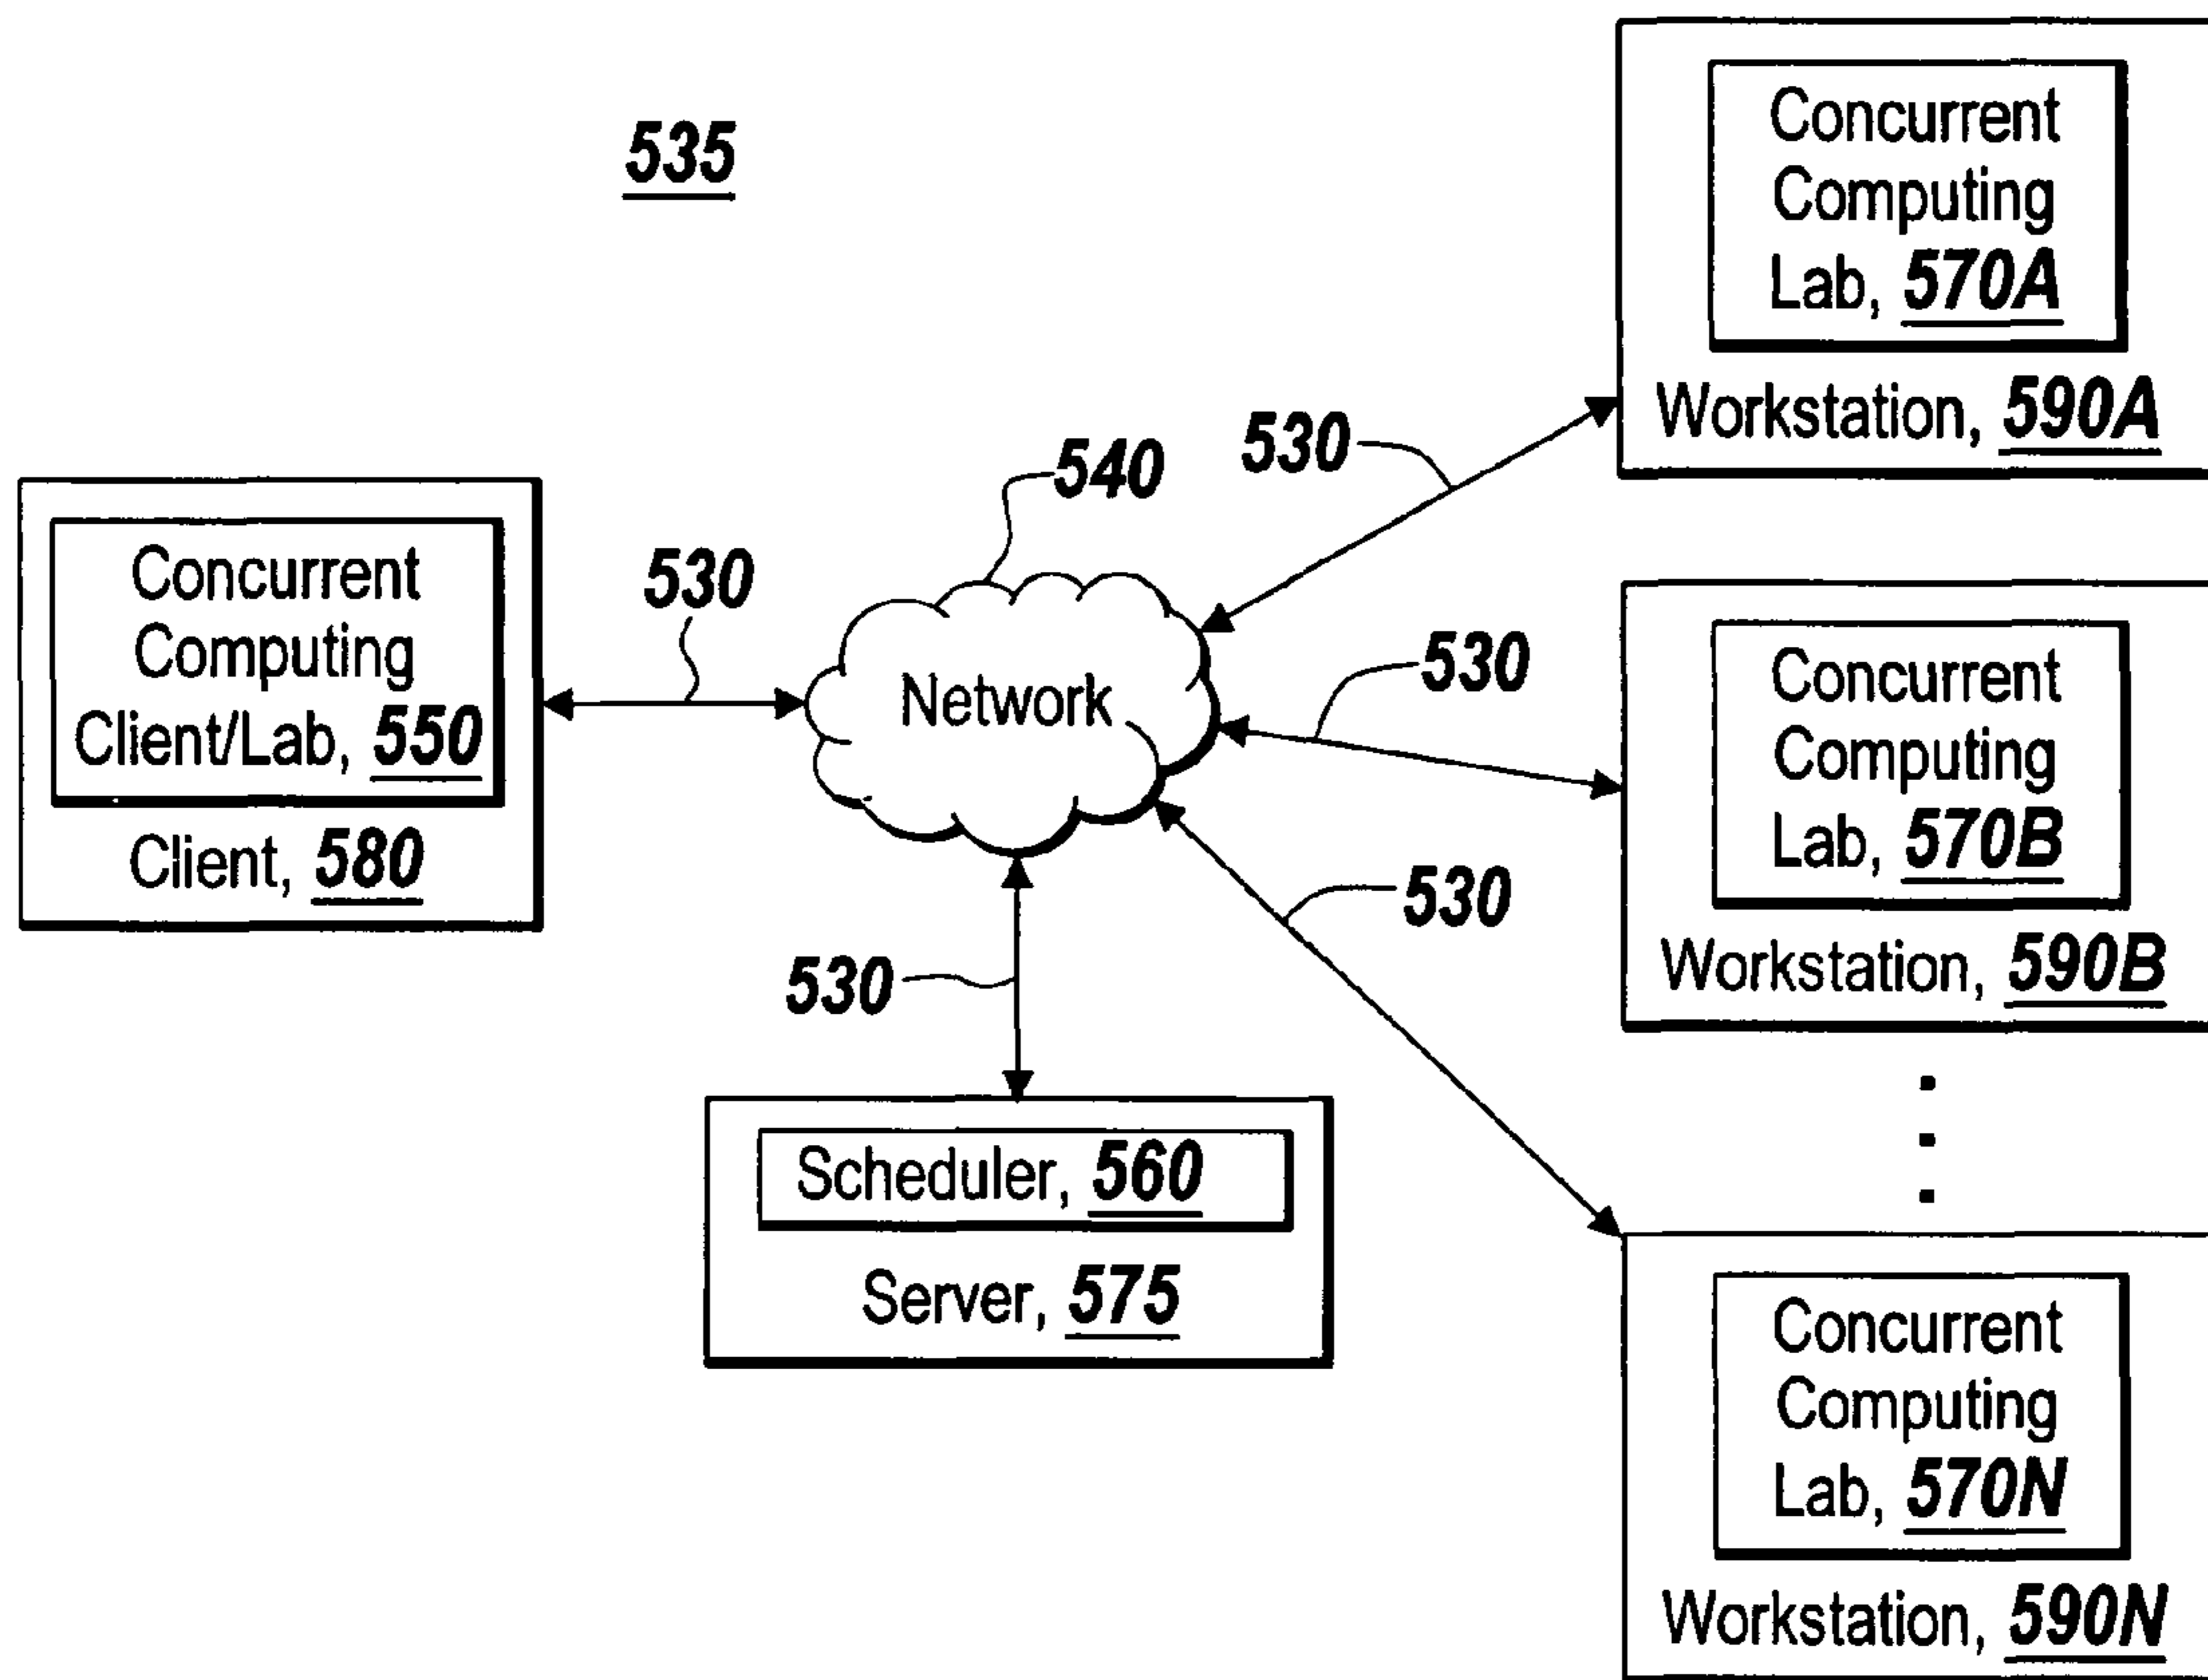 535
Concurrent
Computing
Client/Lab, 550
Client, 580
530
540
Network
530
530
530
530
Scheduler, 560
Server, 575
Concurrent
Computing
Lab, 570A
Workstation, 590A
Concurrent
Computing
Lab, 570B
Workstation, 590B
Concurrent
Computing
Lab, 570N
Workstation, 590N